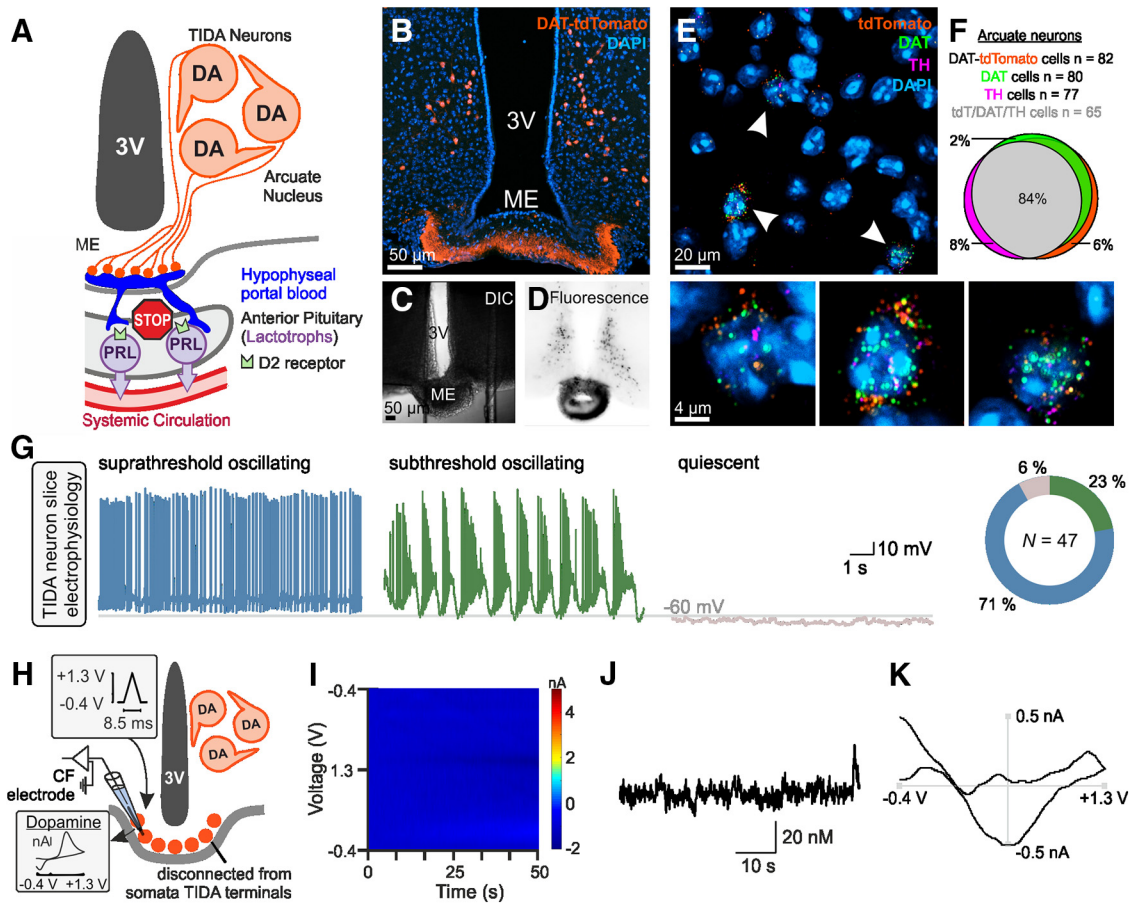 A
TIDA Neurons
DA
DA
DA
3V
Arcuate
Nucleus
ME
Hypophyseal
portal blood
STOP
Anterior Pituitary
(Lactotrophs)
PRL
PRL
D2 receptor
Systemic Circulation
B
DAT-tdTomato
DAPI
3V
ME
50 µm
C
DIC
3V
ME
50 µm
D
Fluorescence
E
tdTomato
DAT
TH
DAPI
20 µm
4 µm
F
Arcuate neurons
DAT-tdTomato cells n = 82
DAT cells n = 80
TH cells n = 77
tdT/DAT/TH cells n = 65
2%
84%
8%
6%
G
TIDA neuron slice
electrophysiology
suprathreshold oscillating
subthreshold oscillating
quiescent
10 mV
1 s
-60 mV
6 %
23 %
N = 47
71 %
H
+1.3 V
-0.4 V
8.5 ms
DA
DA
DA
3V
CF
electrode
Dopamine
nA
-0.4 V +1.3 V
disconnected from
somata TIDA terminals
I
nA
-0.4
1.3
-0.4
Voltage (V)
4
2
0
-2
0 25 50
Time (s)
J
20 nM
10 s
K
0.5 nA
-0.4 V
+1.3 V
-0.5 nA